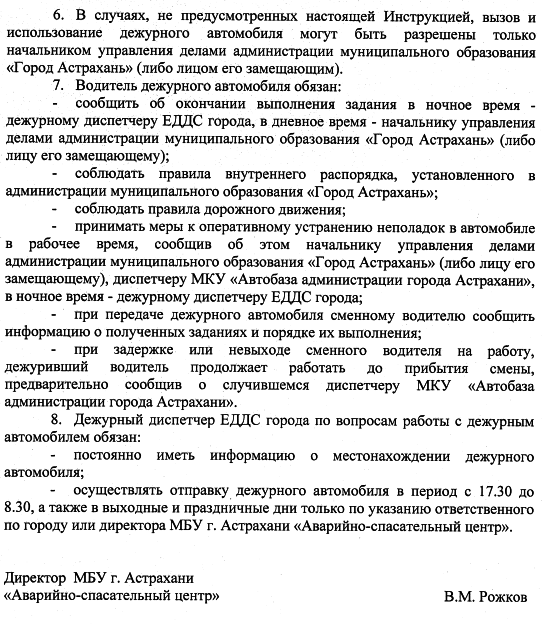 6. В случаях, не предусмотренных настоящей Инструкцией, вызов и
использование дежурного автомобиля могут быть разрешены только
начальником управления делами администрации муниципального образования
«Город Астрахань» (либо лицом его замещающим).
7. Водитель дежурного автомобиля обязан:
- сообщить об окончании выполнения задания в ночное время -
дежурному диспетчеру ЕДДС города, в дневное время - начальнику управления
делами администрации муниципального образования «Город Астрахань» (либо
лицу его замещающему);
- соблюдать правила внутреннего распорядка, установленного в
администрации муниципального образования «Город Астрахань»;
- соблюдать правила дорожного движения;
- принимать меры к оперативному устранению неполадок в автомобиле
в рабочее время, сообщив об этом начальнику управления делами
администрации муниципального образования «Город Астрахань» (либо лицу его
замещающему), диспетчеру МКУ «Автобаза администрации города Астрахани»,
в ночное время - дежурному диспетчеру ЕДДС города;
- при передаче дежурного автомобиля сменному водителю сообщить
информацию о полученных заданиях и порядке их выполнения;
- при задержке или невыходе сменного водителя на работу,
дежуривший водитель продолжает работать до прибытия смены,
предварительно сообщив о случившемся диспетчеру МКУ «Автобаза
администрации города Астрахани».
8. Дежурный диспетчер ЕДДС города по вопросам работы с дежурным
автомобилем обязан:
- постоянно иметь информацию о местонахождении дежурного
автомобиля;
- осуществлять отправку дежурного автомобиля в период с 17.30 до
8.30, а также в выходные и праздничные дни только по указанию ответственного
по городу или директора МБУ г. Астрахани «Аварийно-спасательный центр».
Директор МБУ г. Астрахани
«Аварийно-спасательный центр» В.М. Рожков